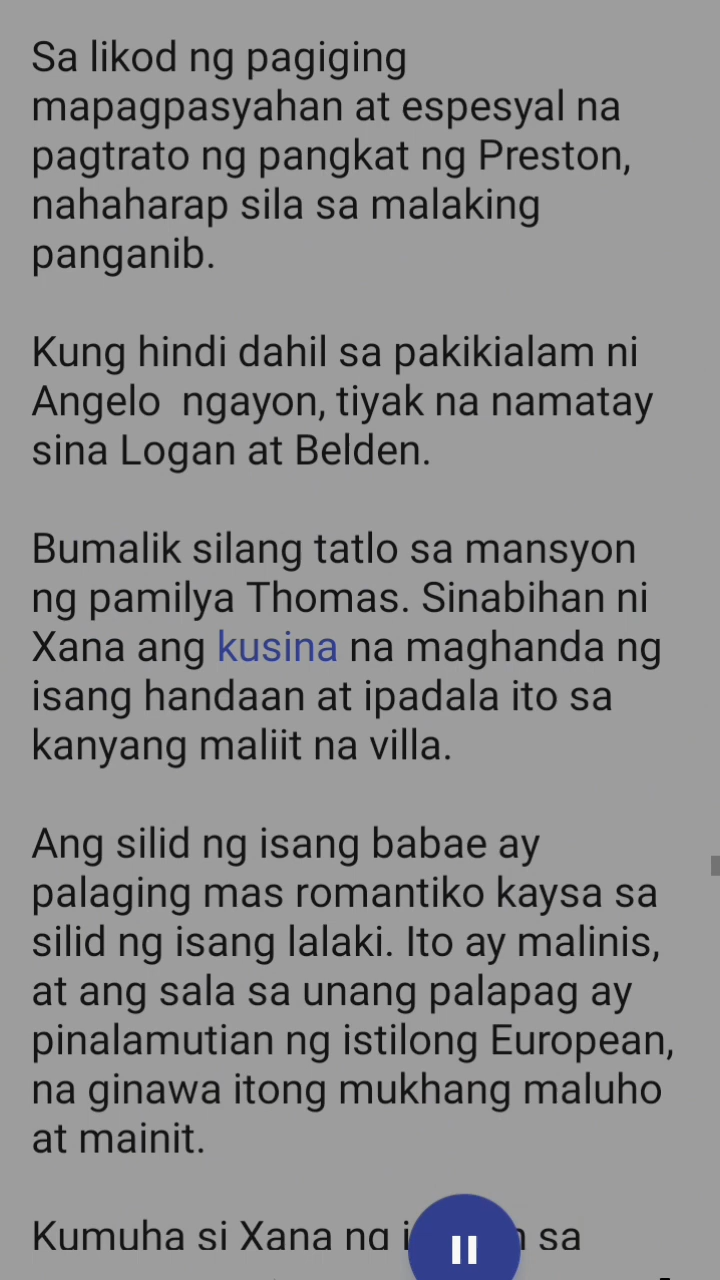 Sa likod ng pagiging
mapagpasyahan at espesyal na
pagtrato ng pangkat ng Preston,
nahaharap sila sa malaking
panganib.
Kung hindi dahil sa pakikialam ni
Angelo  ngayon, tiyak na namatay
sina Logan at Belden.
Bumalik silang tatlo sa mansyon
ng pamilya Thomas. Sinabihan ni
Xana ang kusina na maghanda ng
isang handaan at ipadala ito sa
kanyang maliit na villa.
Ang silid ng isang babae ay
palaging mas romantiko kaysa sa
silid ng isang lalaki. Ito ay malinis,
at ang sala sa unang palapag ay
pinalamutian ng istilong European,
na ginawa itong mukhang maluho
at mainit.
Kumuha si Xana ng sa